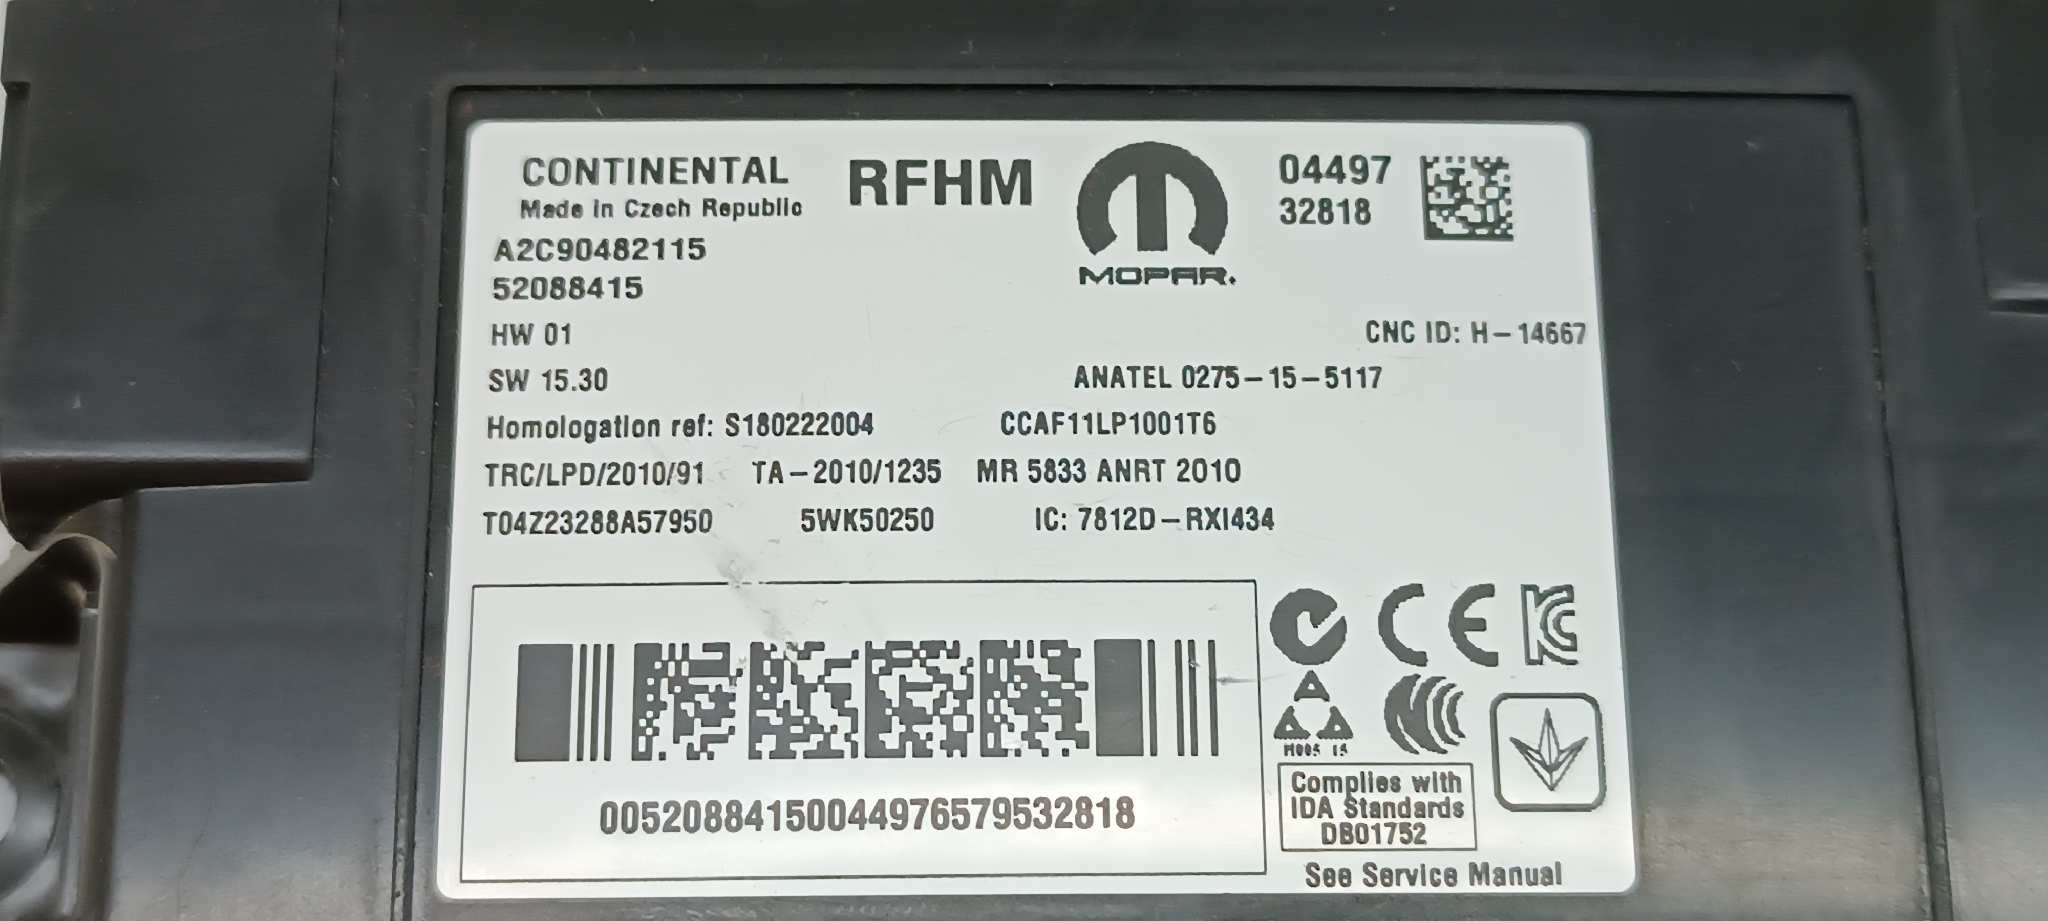 CONTINENTAL
Made in Czech Republic
RFHM
MOPAR.
04497
32818
A2C90482115
52088415
HW 01
CNC ID: H-14667
SW 15.30
ANATEL 0275-15-5117
Homologation ref: S180222004
CCAF11LP1001T6
TRC/LPD/2010/91 TA-2010/1235 MR 5833 ANRT 2010
T04Z23288A57950 5WK50250 IC: 7812D-RXI434
CE
005208841500449765795 32818
Complies with
IDA Standards
DB01752
See Service Manual